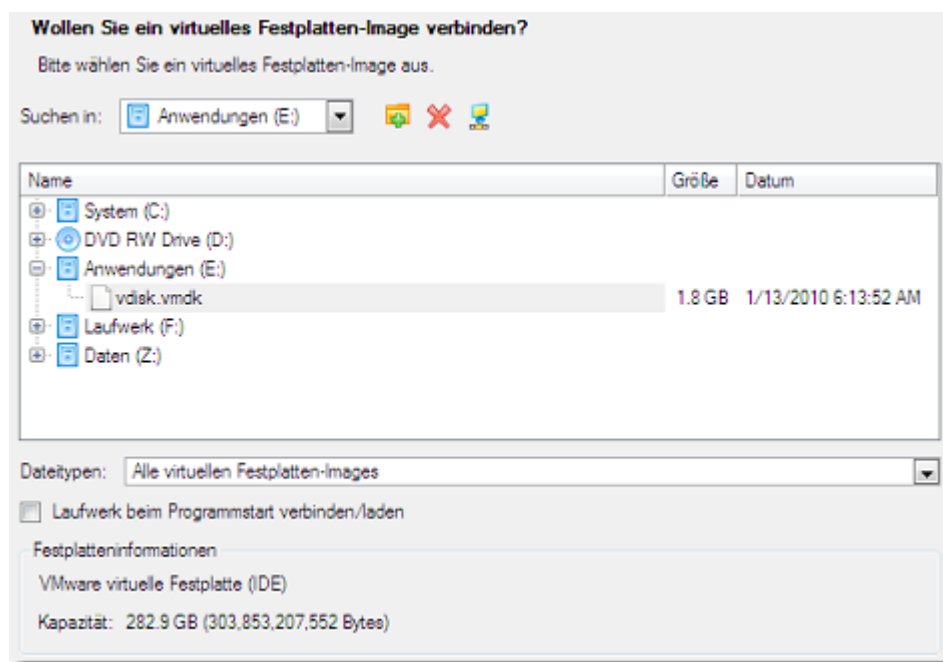 Wollen Sie ein virtuelles Festplatten-Image verbinden?
Bitte wählen Sie ein virtuelles Festplatten-Image aus.
Suchen in: Anwendungen (E:)
Name Größe Datum
System (C:)
DVD RW Drive (D:)
Anwendungen (E:)
vdisk.vmdk 1.8 GB 1/13/2010 6:13:52 AM
Laufwerk (F:)
Daten (Z:)
Dateitypen: Alle virtuellen Festplatten-Images
Laufwerk beim Programmstart verbinden/laden
Festplatteninformationen
VMware virtuelle Festplatte (IDE)
Kapazität: 282.9 GB (303,853,207,552 Bytes)